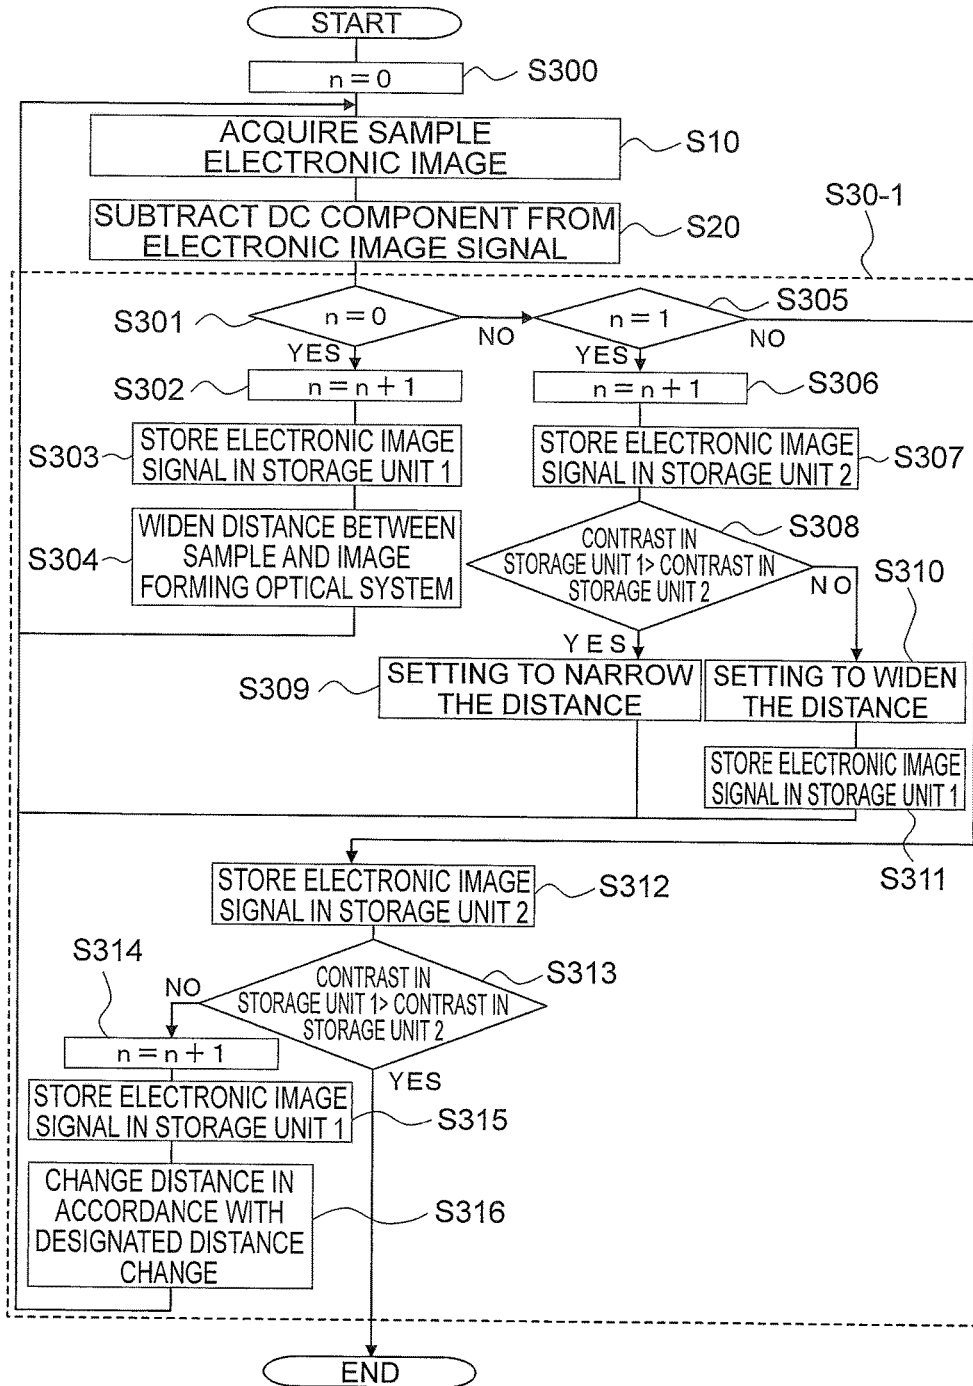 START
n=0
S300
ACQUIRE SAMPLE
ELECTRONIC IMAGE
S10
S30-1
SUBTRACT DC COMPONENT FROM
ELECTRONIC IMAGE SIGNAL
S20
S301
n=0
NO
YES
S305
n=1
NO
YES
S302
n=n+1
n=n+1
S306
S303
STORE ELECTRONIC IMAGE
SIGNAL IN STORAGE UNIT 1
STORE ELECTRONIC IMAGE
SIGNAL IN STORAGE UNIT 2
S307
S304
WIDEN DISTANCE BETWEEN
SAMPLE AND IMAGE
FORMING OPTICAL SYSTEM
S308
CONTRAST IN
STORAGE UNIT 1> CONTRAST IN
STORAGE UNIT 2
NO
S310
YES
S309
SETTING TO NARROW
THE DISTANCE
SETTING TO WIDEN
THE DISTANCE
STORE ELECTRONIC IMAGE
SIGNAL IN STORAGE UNIT 1
S311
STORE ELECTRONIC IMAGE
SIGNAL IN STORAGE UNIT 2
S312
S314
NO
CONTRAST IN
STORAGE UNIT 1> CONTRAST IN
STORAGE UNIT 2
S313
n=n+1
YES
STORE ELECTRONIC IMAGE
SIGNAL IN STORAGE UNIT 1
S315
CHANGE DISTANCE IN
ACCORDANCE WITH
DESIGNATED DISTANCE
CHANGE
S316
END